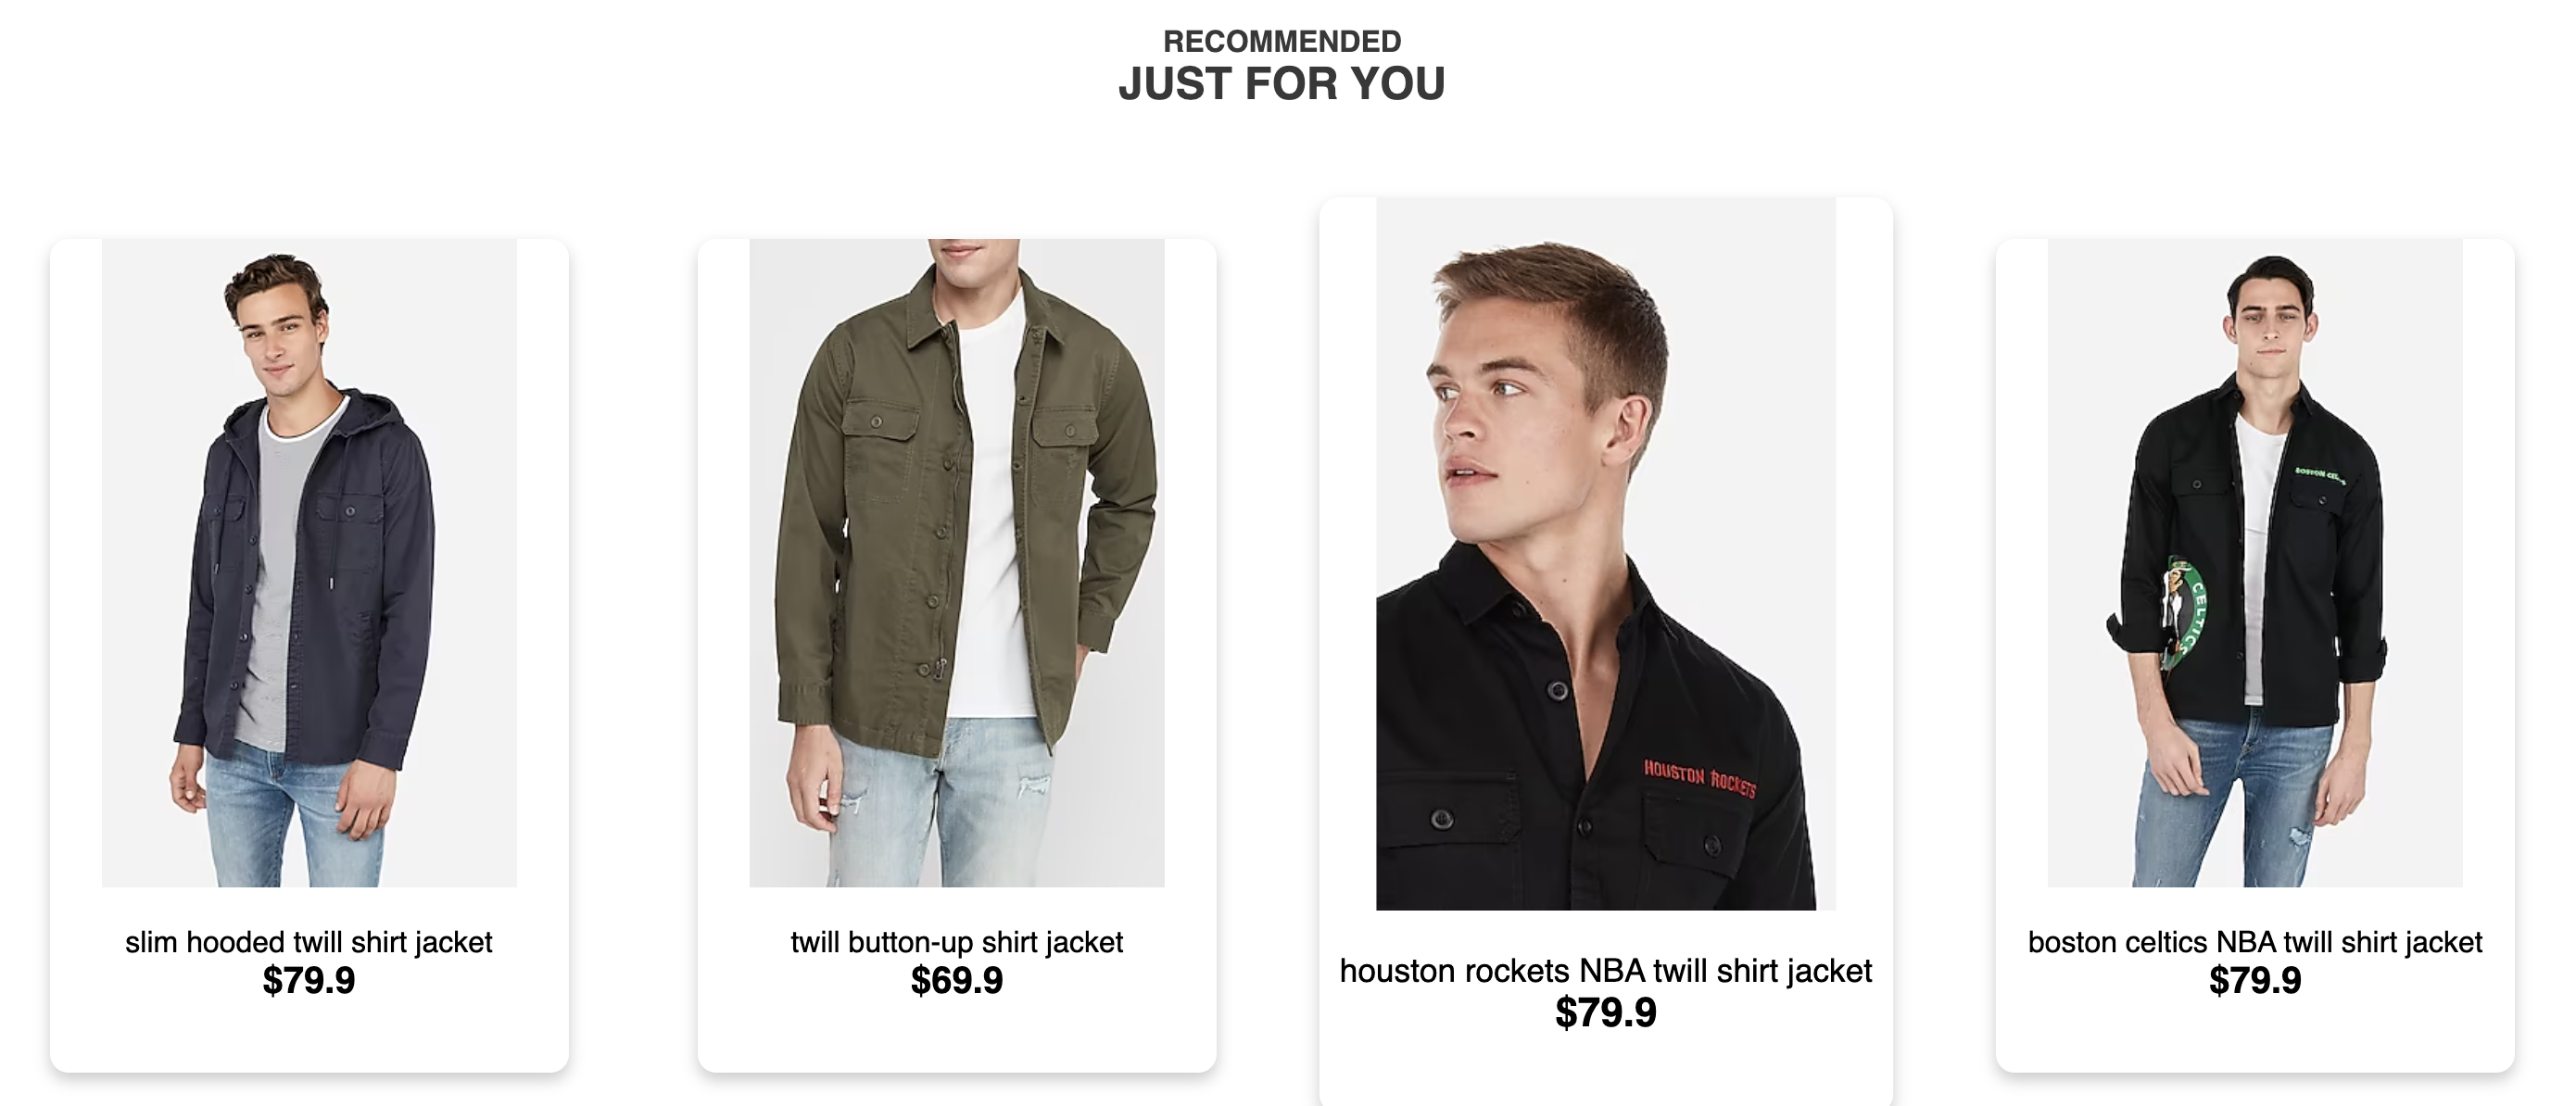 RECOMMENDED
JUST FOR YOU
slim hooded twill shirt jacket
$79.9
twill button-up shirt jacket
$69.9
HOUSTON ROCKETS
houston rockets NBA twill shirt jacket
$79.9
BOSTON
CELTICS
boston celtics NBA twill shirt jacket
$79.9